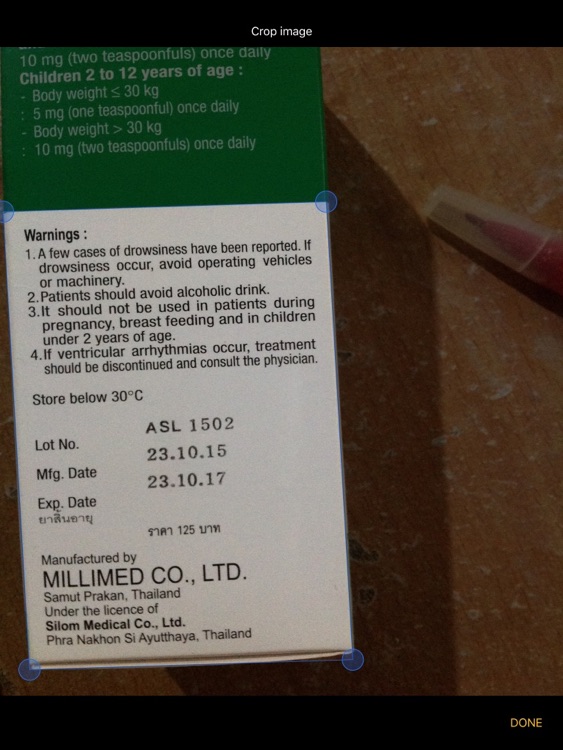 Crop image
10 mg (two teaspoonfuls) once daily
Children 2 to 12 years of age :
- Body weight ≤ 30 kg
: 5 mg (one teaspoonful) once daily
- Body weight > 30 kg
: 10 mg (two teaspoonfuls) once daily
Warnings :
1. A few cases of drowsiness have been reported. If
drowsiness occur, avoid operating vehicles
or machinery.
2. Patients should avoid alcoholic drink.
3. It should not be used in patients during
pregnancy, breast feeding and in children
under 2 years of age.
4. If ventricular arrhythmias occur, treatment
should be discontinued and consult the physician.
Store below 30°C
Lot No. ASL 1502
Mfg. Date 23.10.15
Exp. Date 23.10.17
ยาสิ้นอายุ
ราคา 125 บาท
Manufactured by
MILLIMED CO., LTD.
Samut Prakan, Thailand
Under the licence of
Silom Medical Co., Ltd.
Phra Nakhon Si Ayutthaya, Thailand
DONE